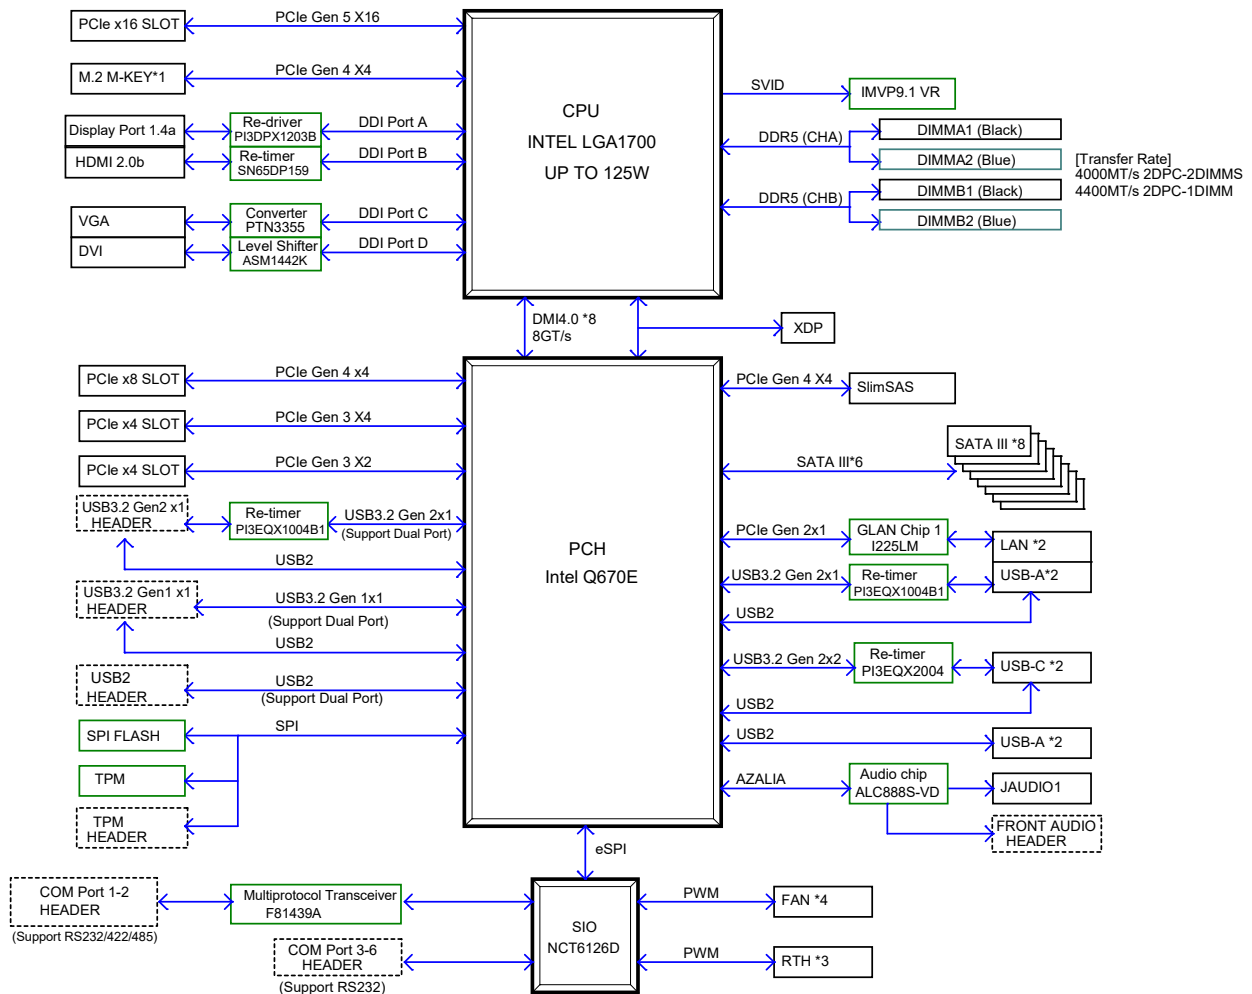 PCIe x16 SLOT
PCIe Gen 5 X16
M.2 M-KEY*1
PCIe Gen 4 X4
Display Port 1.4a
Re-driver
PI3DPX1203B
DDI Port A
HDMI 2.0b
Re-timer
SN65DP159
DDI Port B
VGA
Converter
PTN3355
DDI Port C
DVI
Level Shifter
ASM1442K
DDI Port D
CPU
INTEL LGA1700
UP TO 125W
SVID
IMVP9.1 VR
DDR5 (CHA)
DIMMA1 (Black)
DIMMA2 (Blue)
DDR5 (CHB)
DIMMB1 (Black)
DIMMB2 (Blue)
[Transfer Rate]
4000MT/s 2DPC-2DIMMS
4400MT/s 2DPC-1DIMM
DMI4.0 *8
8GT/s
XDP
PCIe x8 SLOT
PCIe Gen 4 x4
PCIe x4 SLOT
PCIe Gen 3 X4
PCIe x4 SLOT
PCIe Gen 3 X2
USB3.2 Gen2 x1
HEADER
Re-timer
PI3EQX1004B1
USB3.2 Gen 2x1
(Support Dual Port)
USB2
USB3.2 Gen1 x1
HEADER
USB3.2 Gen 1x1
(Support Dual Port)
USB2
USB2
HEADER
USB2
(Support Dual Port)
SPI FLASH
SPI
TPM
TPM
HEADER
PCH
Intel Q670E
PCIe Gen 4 X4
SlimSAS
SATA III*6
SATA III *8
PCIe Gen 2x1
GLAN Chip 1
I225LM
LAN *2
USB3.2 Gen 2x1
Re-timer
PI3EQX1004B1
USB-A*2
USB2
USB3.2 Gen 2x2
Re-timer
PI3EQX2004
USB-C *2
USB2
USB2
USB-A *2
AZALIA
Audio chip
ALC888S-VD
JAUDIO1
FRONT AUDIO
HEADER
eSPI
COM Port 1-2
HEADER
(Support RS232/422/485)
Multiprotocol Transceiver
F81439A
COM Port 3-6
HEADER
(Support RS232)
SIO
NCT6126D
PWM
FAN *4
PWM
RTH *3